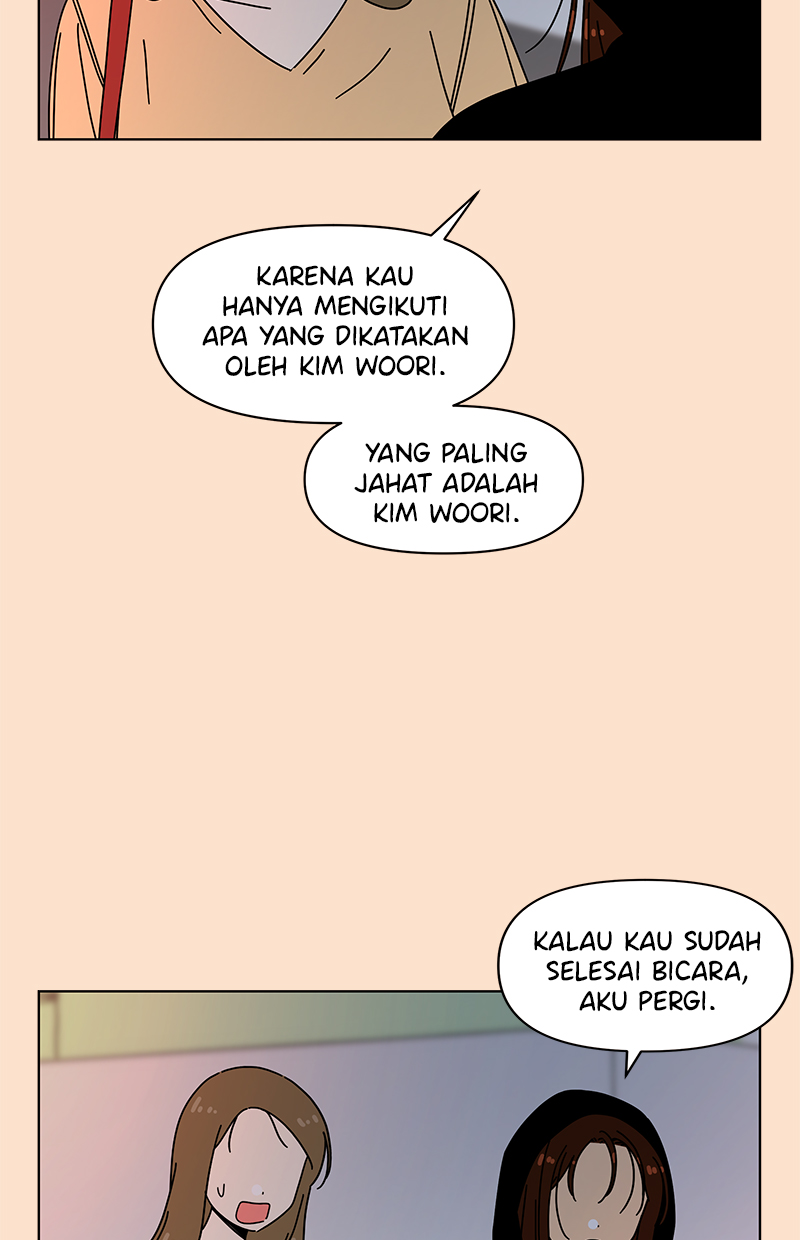 KARENA KAU
HANYA MENGIKUTI
APA YANG DIKATAKAN
OLEH KIM WOORI.
YANG PALING
JAHAT ADALAH
KIM WOORI.
KALAU KAU SUDAH
SELESAI BICARA,
AKU PERGI.